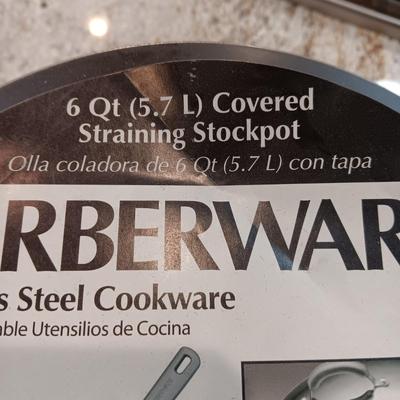 6 Qt (5.7 L) Covered
Straining Stockpot
Olla coladora de 6 Qt (5.7 L) con tapa
RBERWAR
s Steel Cookware
able Utensilios de Cocina